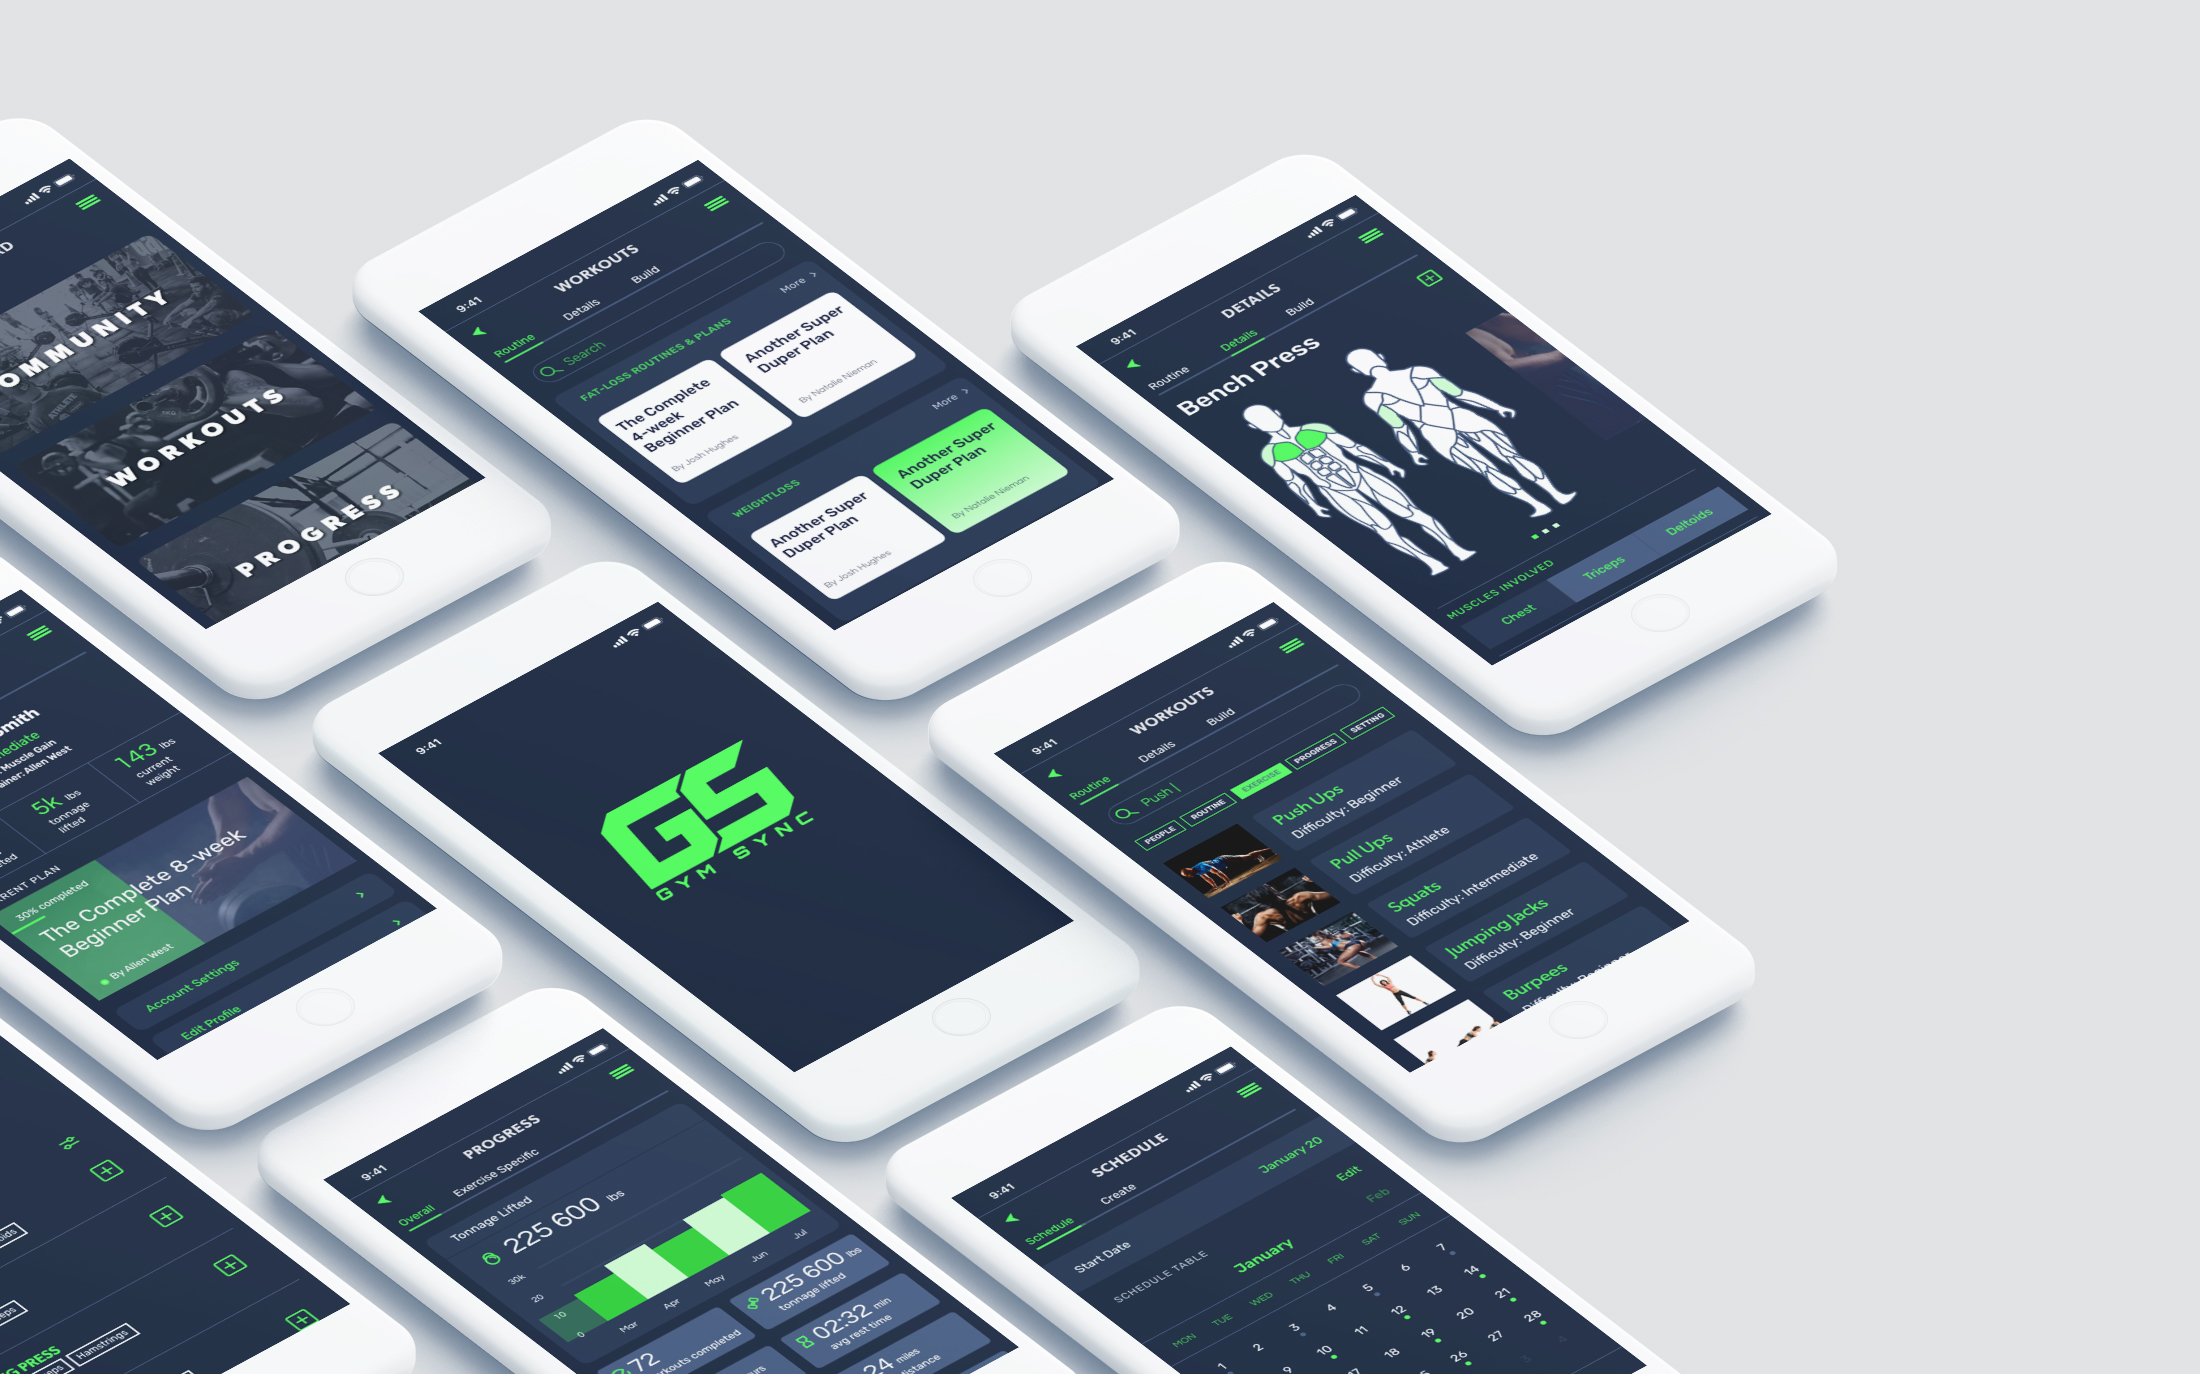 COMMUNITY
WORKOUTS
PROGRESS
9:41
WORKOUTS
Routine
Details
Build
Search
FAT-LOSS ROUTINES & PLANS
More
The Complete
4-week
Beginner Plan
By Josh Hughes
Another Super
Duper Plan
By Natalie Nieman
WEIGHTLOSS
More
Another Super
Duper Plan
By Josh Hughes
Another Super
Duper Plan
By Natalie Nieman
9:41
DETAILS
Routine
Details
Build
Bench Press
MUSCLES INVOLVED
Chest
Triceps
Deltoids
Muscle Gain
Allen West
5k lbs
tonnage
lifted
143 lbs
current
weight
30% completed
The Complete 8-week
Beginner Plan
By Allen West
Account Settings
Edit Profile
9:41
GS
GYM SYNC
9:41
WORKOUTS
Routine
Details
Build
Push
PEOPLE
ROUTINE
EXERCISE
PROGRESS
SETTING
Push Ups
Difficulty: Beginner
Pull Ups
Difficulty: Athlete
Squats
Difficulty: Intermediate
Jumping Jacks
Difficulty: Beginner
Burpees
Difficulty: Beginner
PRESS
Hamstrings
9:41
PROGRESS
Overall
Exercise Specific
Tonnage Lifted
225 600 lbs
30k
20
10
0
Mar
Apr
May
Jun
Jul
72
225 600 lbs
tonnage lifted
02:32 min
avg rest time
24 miles
9:41
SCHEDULE
Schedule
Create
Start Date
January 20
SCHEDULE TABLE
Edit
January
Feb
MON TUE WED THU FRI SAT SUN
1 2 3 4 5 6 7
9 10 11 12 13 14
17 18 19 20 21
26 27 28
3 4